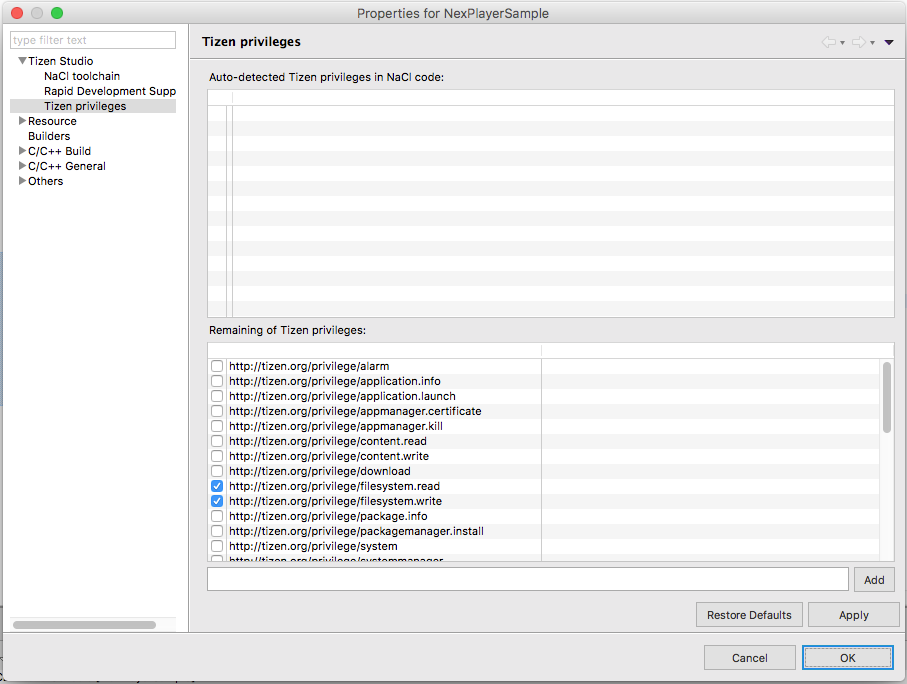 Properties for NexPlayerSample
type filter text
Tizen Studio
NaCl toolchain
Rapid Development Supp
Tizen privileges
Resource
Builders
C/C++ Build
C/C++ General
Others
Tizen privileges
Auto-detected Tizen privileges in NaCl code:
Remaining of Tizen privileges:
http://tizen.org/privilege/alarm
http://tizen.org/privilege/application.info
http://tizen.org/privilege/application.launch
http://tizen.org/privilege/appmanager.certificate
http://tizen.org/privilege/appmanager.kill
http://tizen.org/privilege/content.read
http://tizen.org/privilege/content.write
http://tizen.org/privilege/download
http://tizen.org/privilege/filesystem.read
http://tizen.org/privilege/filesystem.write
http://tizen.org/privilege/package.info
http://tizen.org/privilege/packagemanager.install
http://tizen.org/privilege/system
http://tizen.org/privilege/systemmanager
Add
Restore Defaults
Apply
Cancel
OK